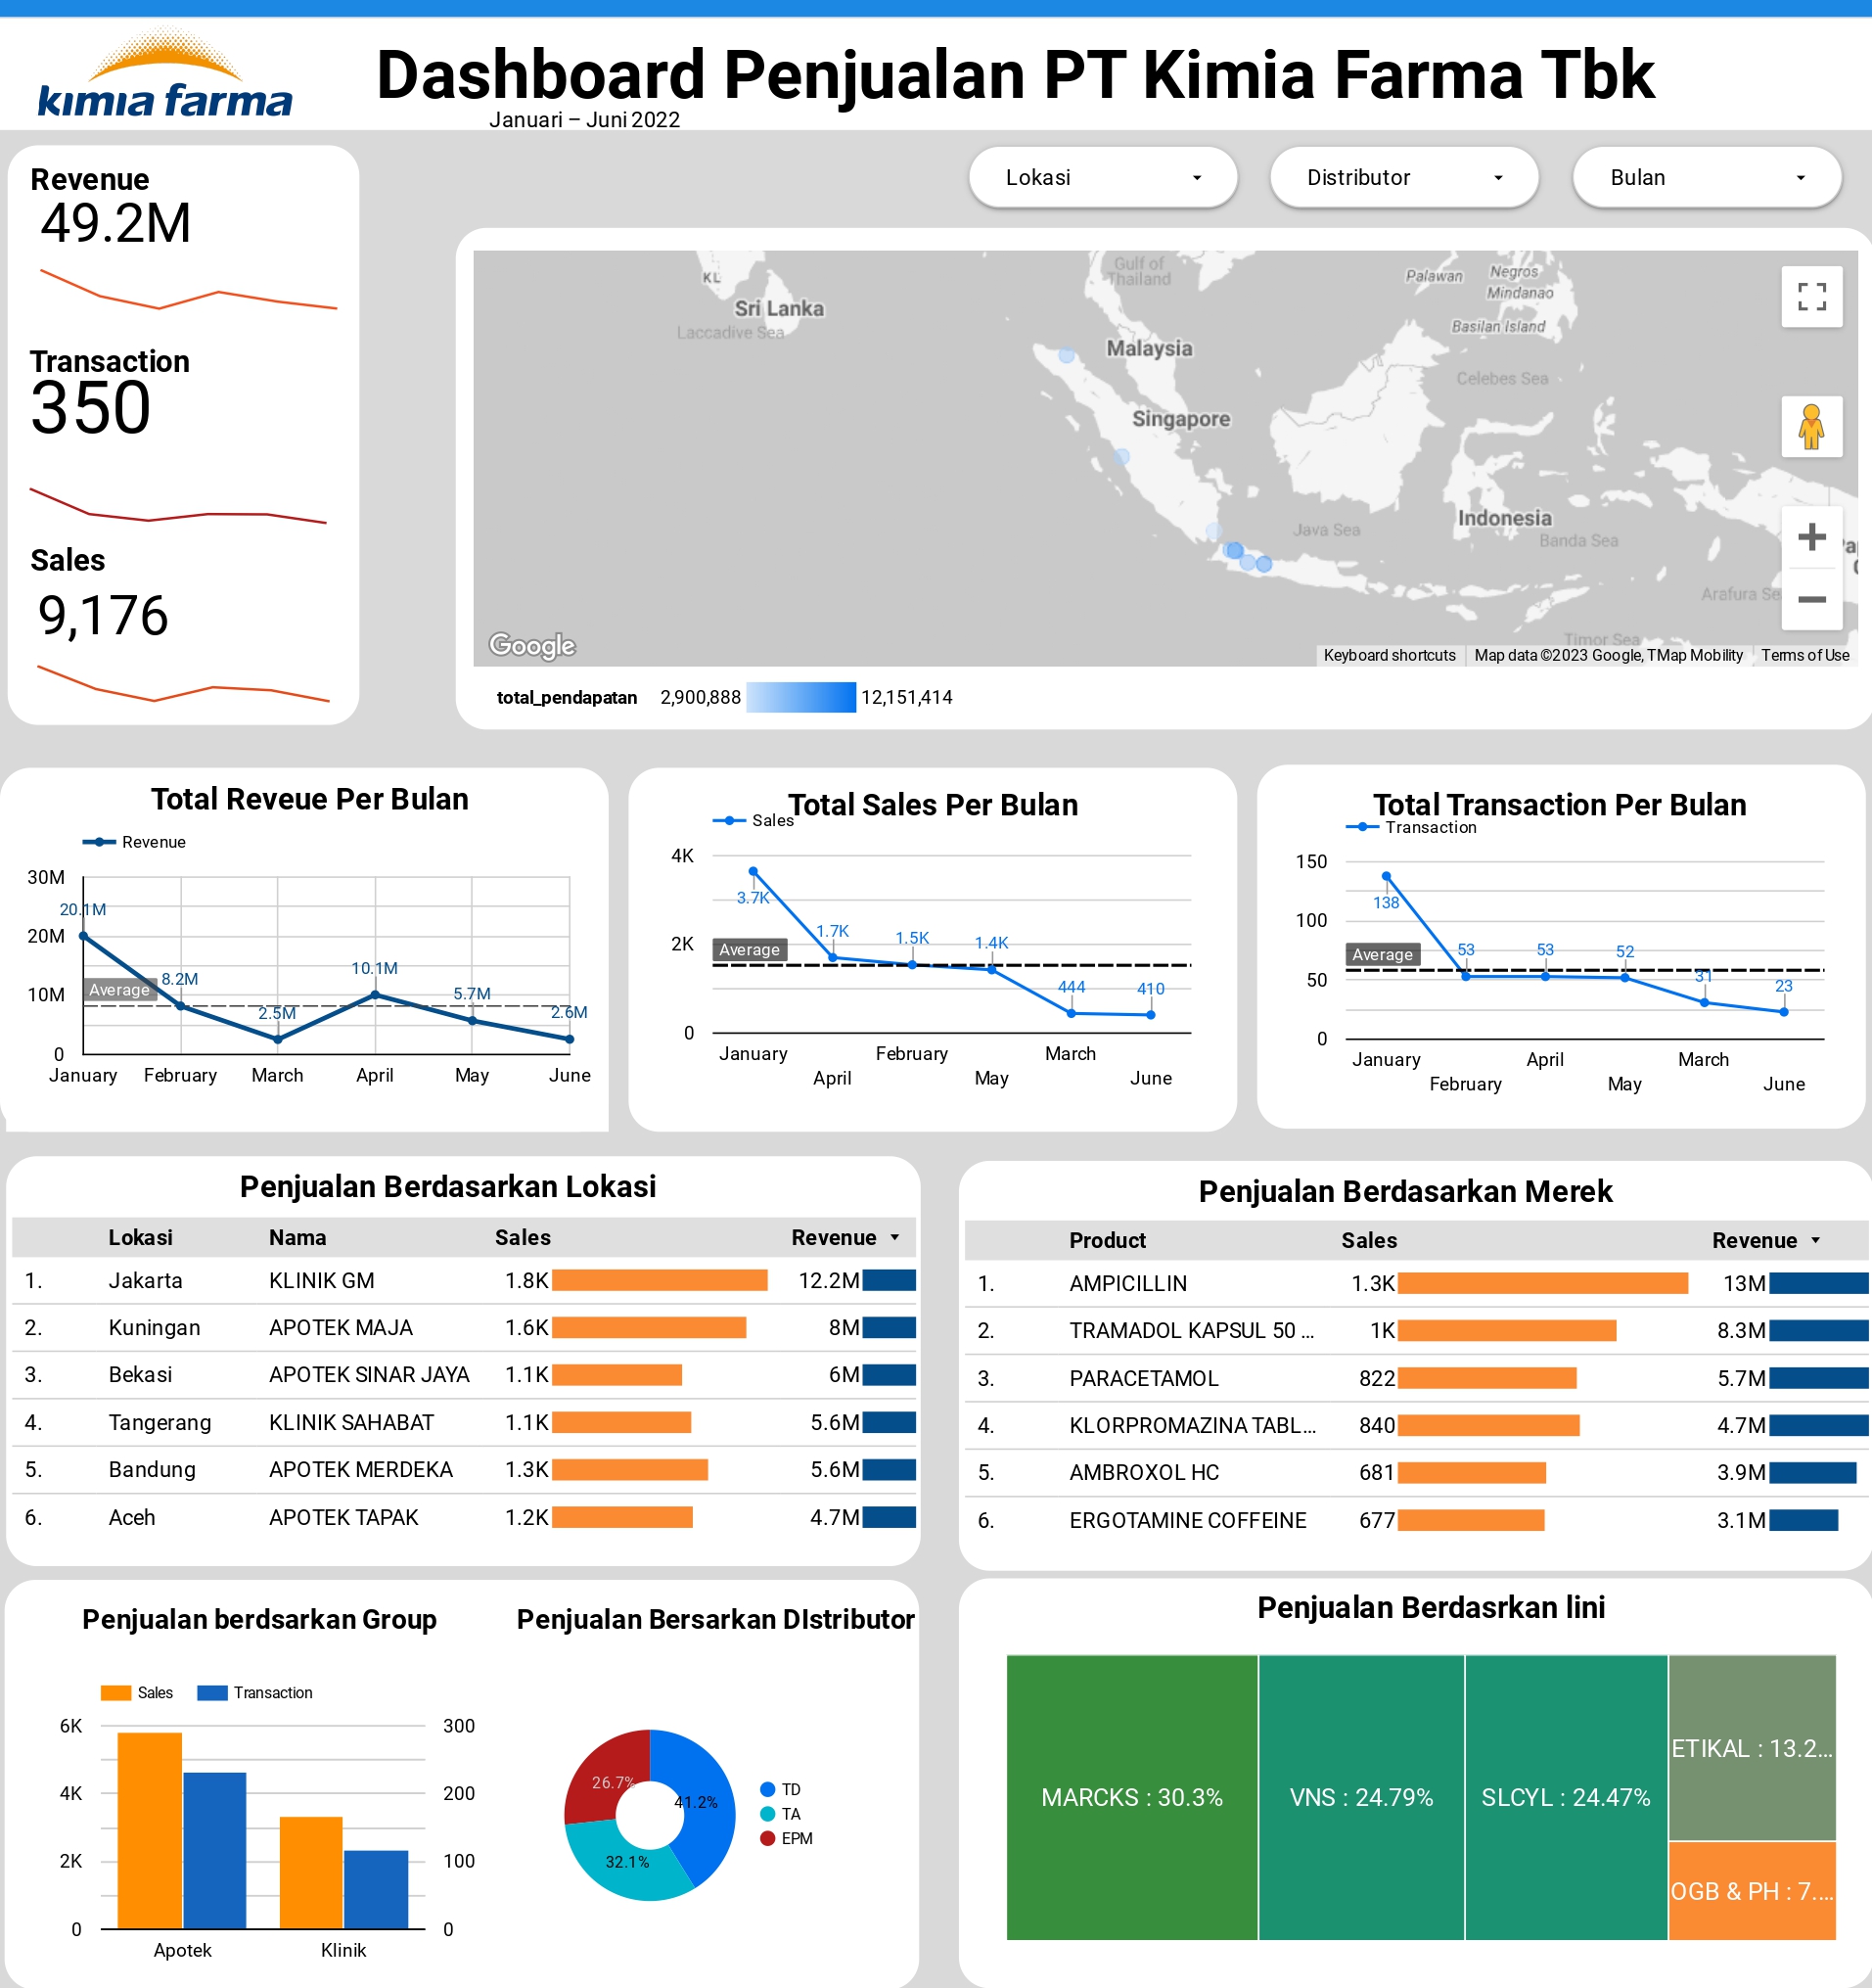 kimia farma
Dashboard Penjualan PT Kimia Farma Tbk
Januari – Juni 2022
Revenue
49.2M
Transaction
350
Sales
9,176
Lokasi
Distributor
Bulan
KL
Sri Lanka
Laccadive Sea
Gulf of
Thailand
Malaysia
Singapore
Palawan
Negros
Mindanao
Basilan Island
Celebes Sea
Indonesia
Java Sea
Banda Sea
Arafura Se
Timor Sea
Google
Keyboard shortcuts
Map data ©2023 Google, TMap Mobility
Terms of Use
total_pendapatan 2,900,888 12,151,414
Total Reveue Per Bulan
Revenue
30M
20M
10M
0
20.1M
8.2M
2.5M
10.1M
5.7M
2.6M
Average
January February March April May June
Total Sales Per Bulan
Sales
4K
2K
0
3.7K
1.7K
1.5K
1.4K
444
410
Average
January February March
April May June
Total Transaction Per Bulan
Transaction
150
100
50
0
138
53
53
52
31
23
Average
January April March
February May June
Penjualan Berdasarkan Lokasi
Lokasi Nama Sales Revenue
1. Jakarta KLINIK GM 1.8K 12.2M
2. Kuningan APOTEK MAJA 1.6K 8M
3. Bekasi APOTEK SINAR JAYA 1.1K 6M
4. Tangerang KLINIK SAHABAT 1.1K 5.6M
5. Bandung APOTEK MERDEKA 1.3K 5.6M
6. Aceh APOTEK TAPAK 1.2K 4.7M
Penjualan Berdasarkan Merek
Product Sales Revenue
1. AMPICILLIN 1.3K 13M
2. TRAMADOL KAPSUL 50 ... 1K 8.3M
3. PARACETAMOL 822 5.7M
4. KLORPROMAZINA TABL... 840 4.7M
5. AMBROXOL HC 681 3.9M
6. ERGOTAMINE COFFEINE 677 3.1M
Penjualan berdsarkan Group
Sales Transaction
6K
4K
2K
0
300
200
100
0
Apotek Klinik
Penjualan Bersarkan DIstributor
26.7%
41.2%
32.1%
TD
TA
EPM
Penjualan Berdasrkan lini
MARCKS : 30.3%
VNS : 24.79%
SLCYL : 24.47%
ETIKAL : 13.2...
OGB & PH : 7....